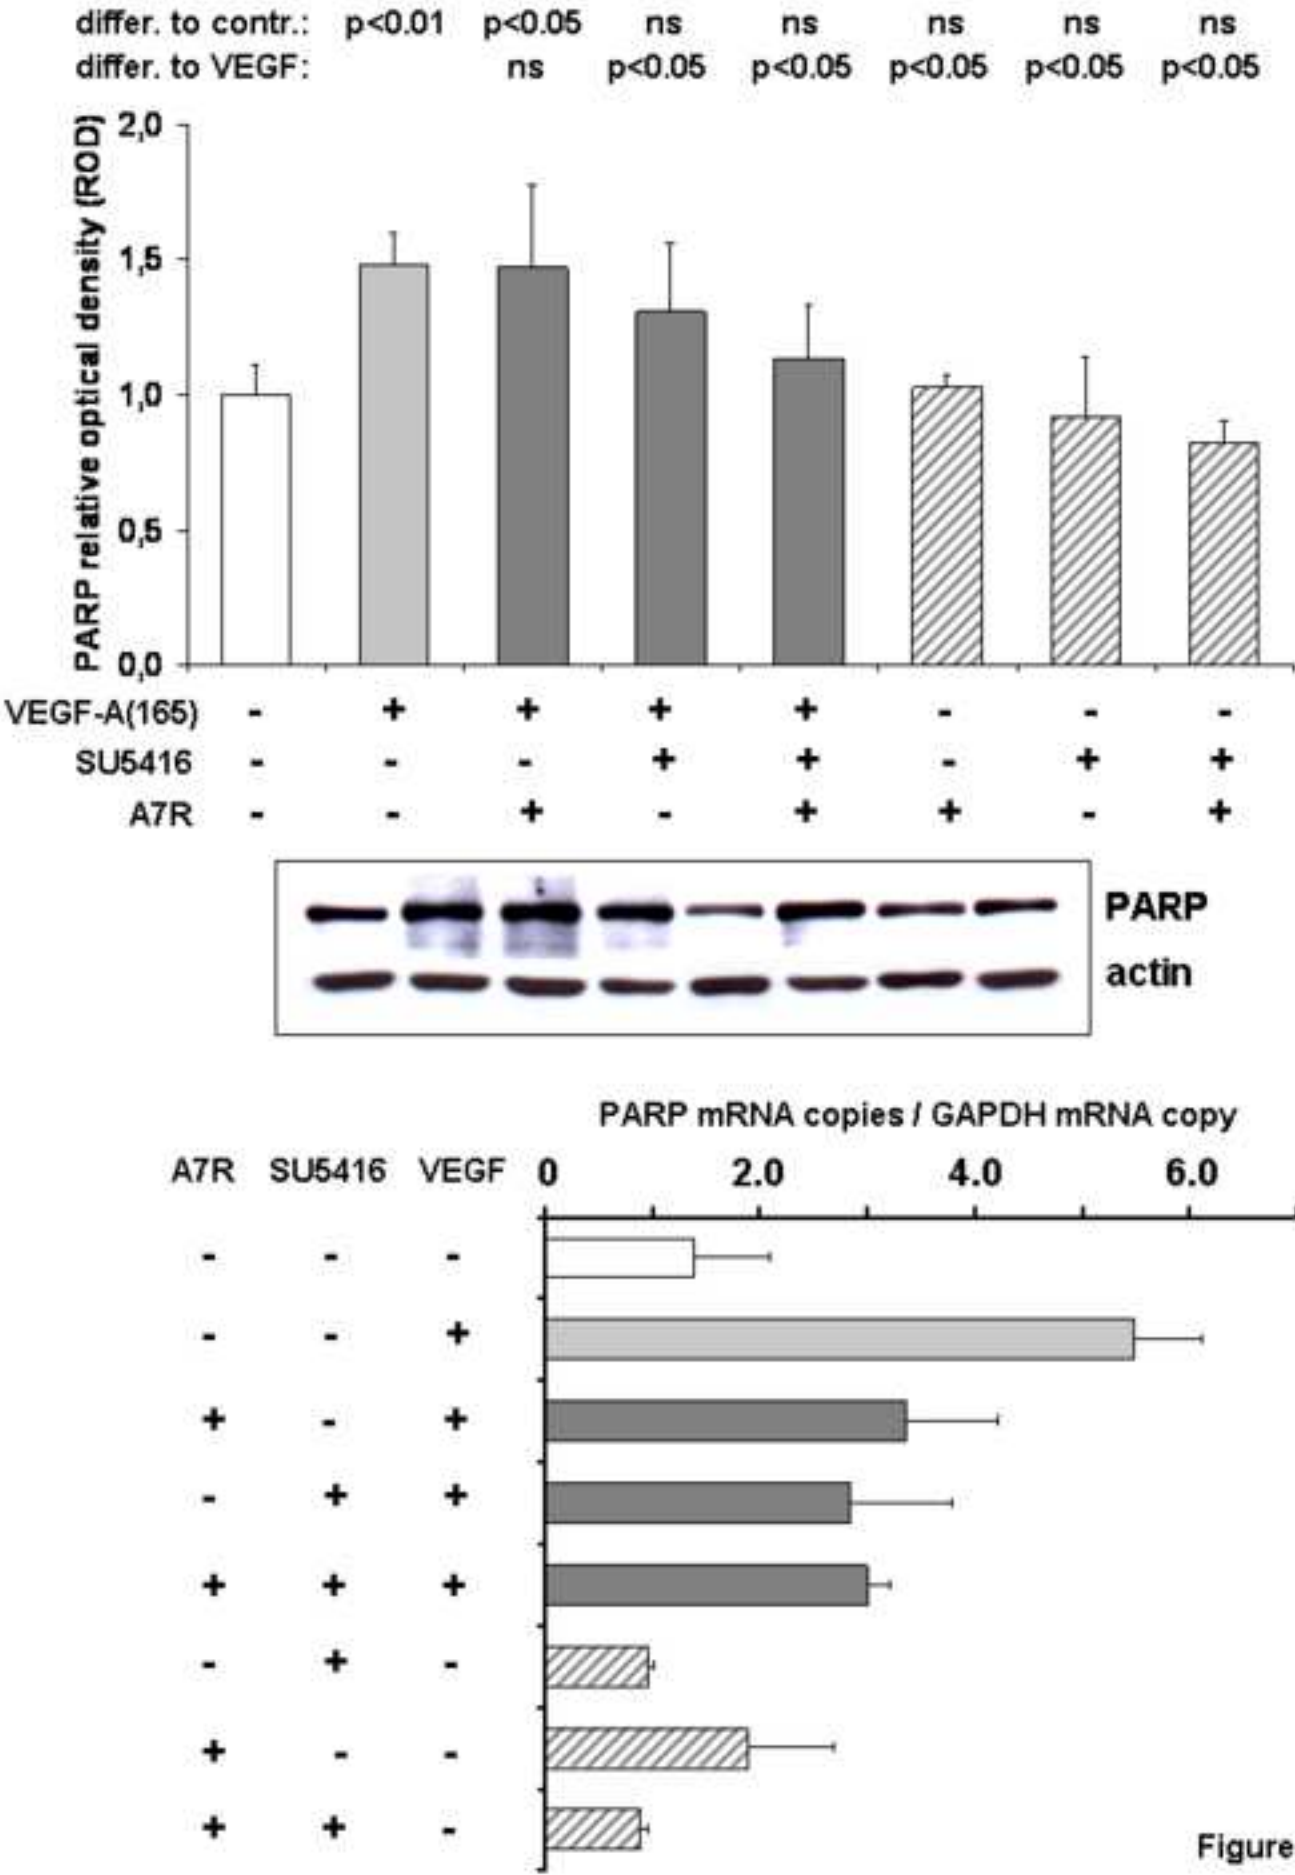 differ. to contr.: p<0.01 p<0.05 ns ns ns ns ns
differ. to VEGF: ns p<0.05 p<0.05 p<0.05 p<0.05 p<0.05
PARP relative optical density (ROD)
2,0
1,5
1,0
0,5
0,0
VEGF-A(165) - + + + + - - -
SU5416 - - - + + - + +
A7R - - + - + + - +
PARP
actin
PARP mRNA copies / GAPDH mRNA copy
A7R SU5416 VEGF 0 2.0 4.0 6.0
- - -
- - +
+ - +
- + +
+ + +
- + -
+ - -
+ + -
Figure